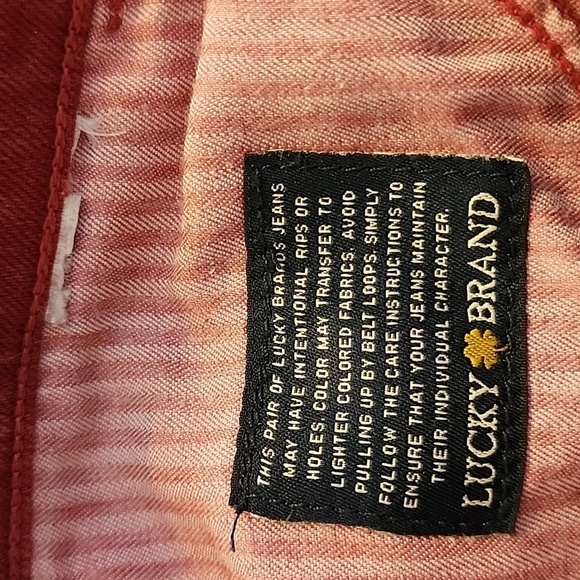 THIS PAIR OF LUCKY BRAND'S JEANS
MAY HAVE INTENTIONAL RIPS OR
HOLES. COLOR MAY TRANSFER TO
LIGHTER COLORED FABRICS. AVOID
PULLING UP BY BELT LOOPS. SIMPLY
FOLLOW THE CARE INSTRUCTIONS TO
ENSURE THAT YOUR JEANS MAINTAIN
THEIR INDIVIDUAL CHARACTER.
LUCKY BRAND